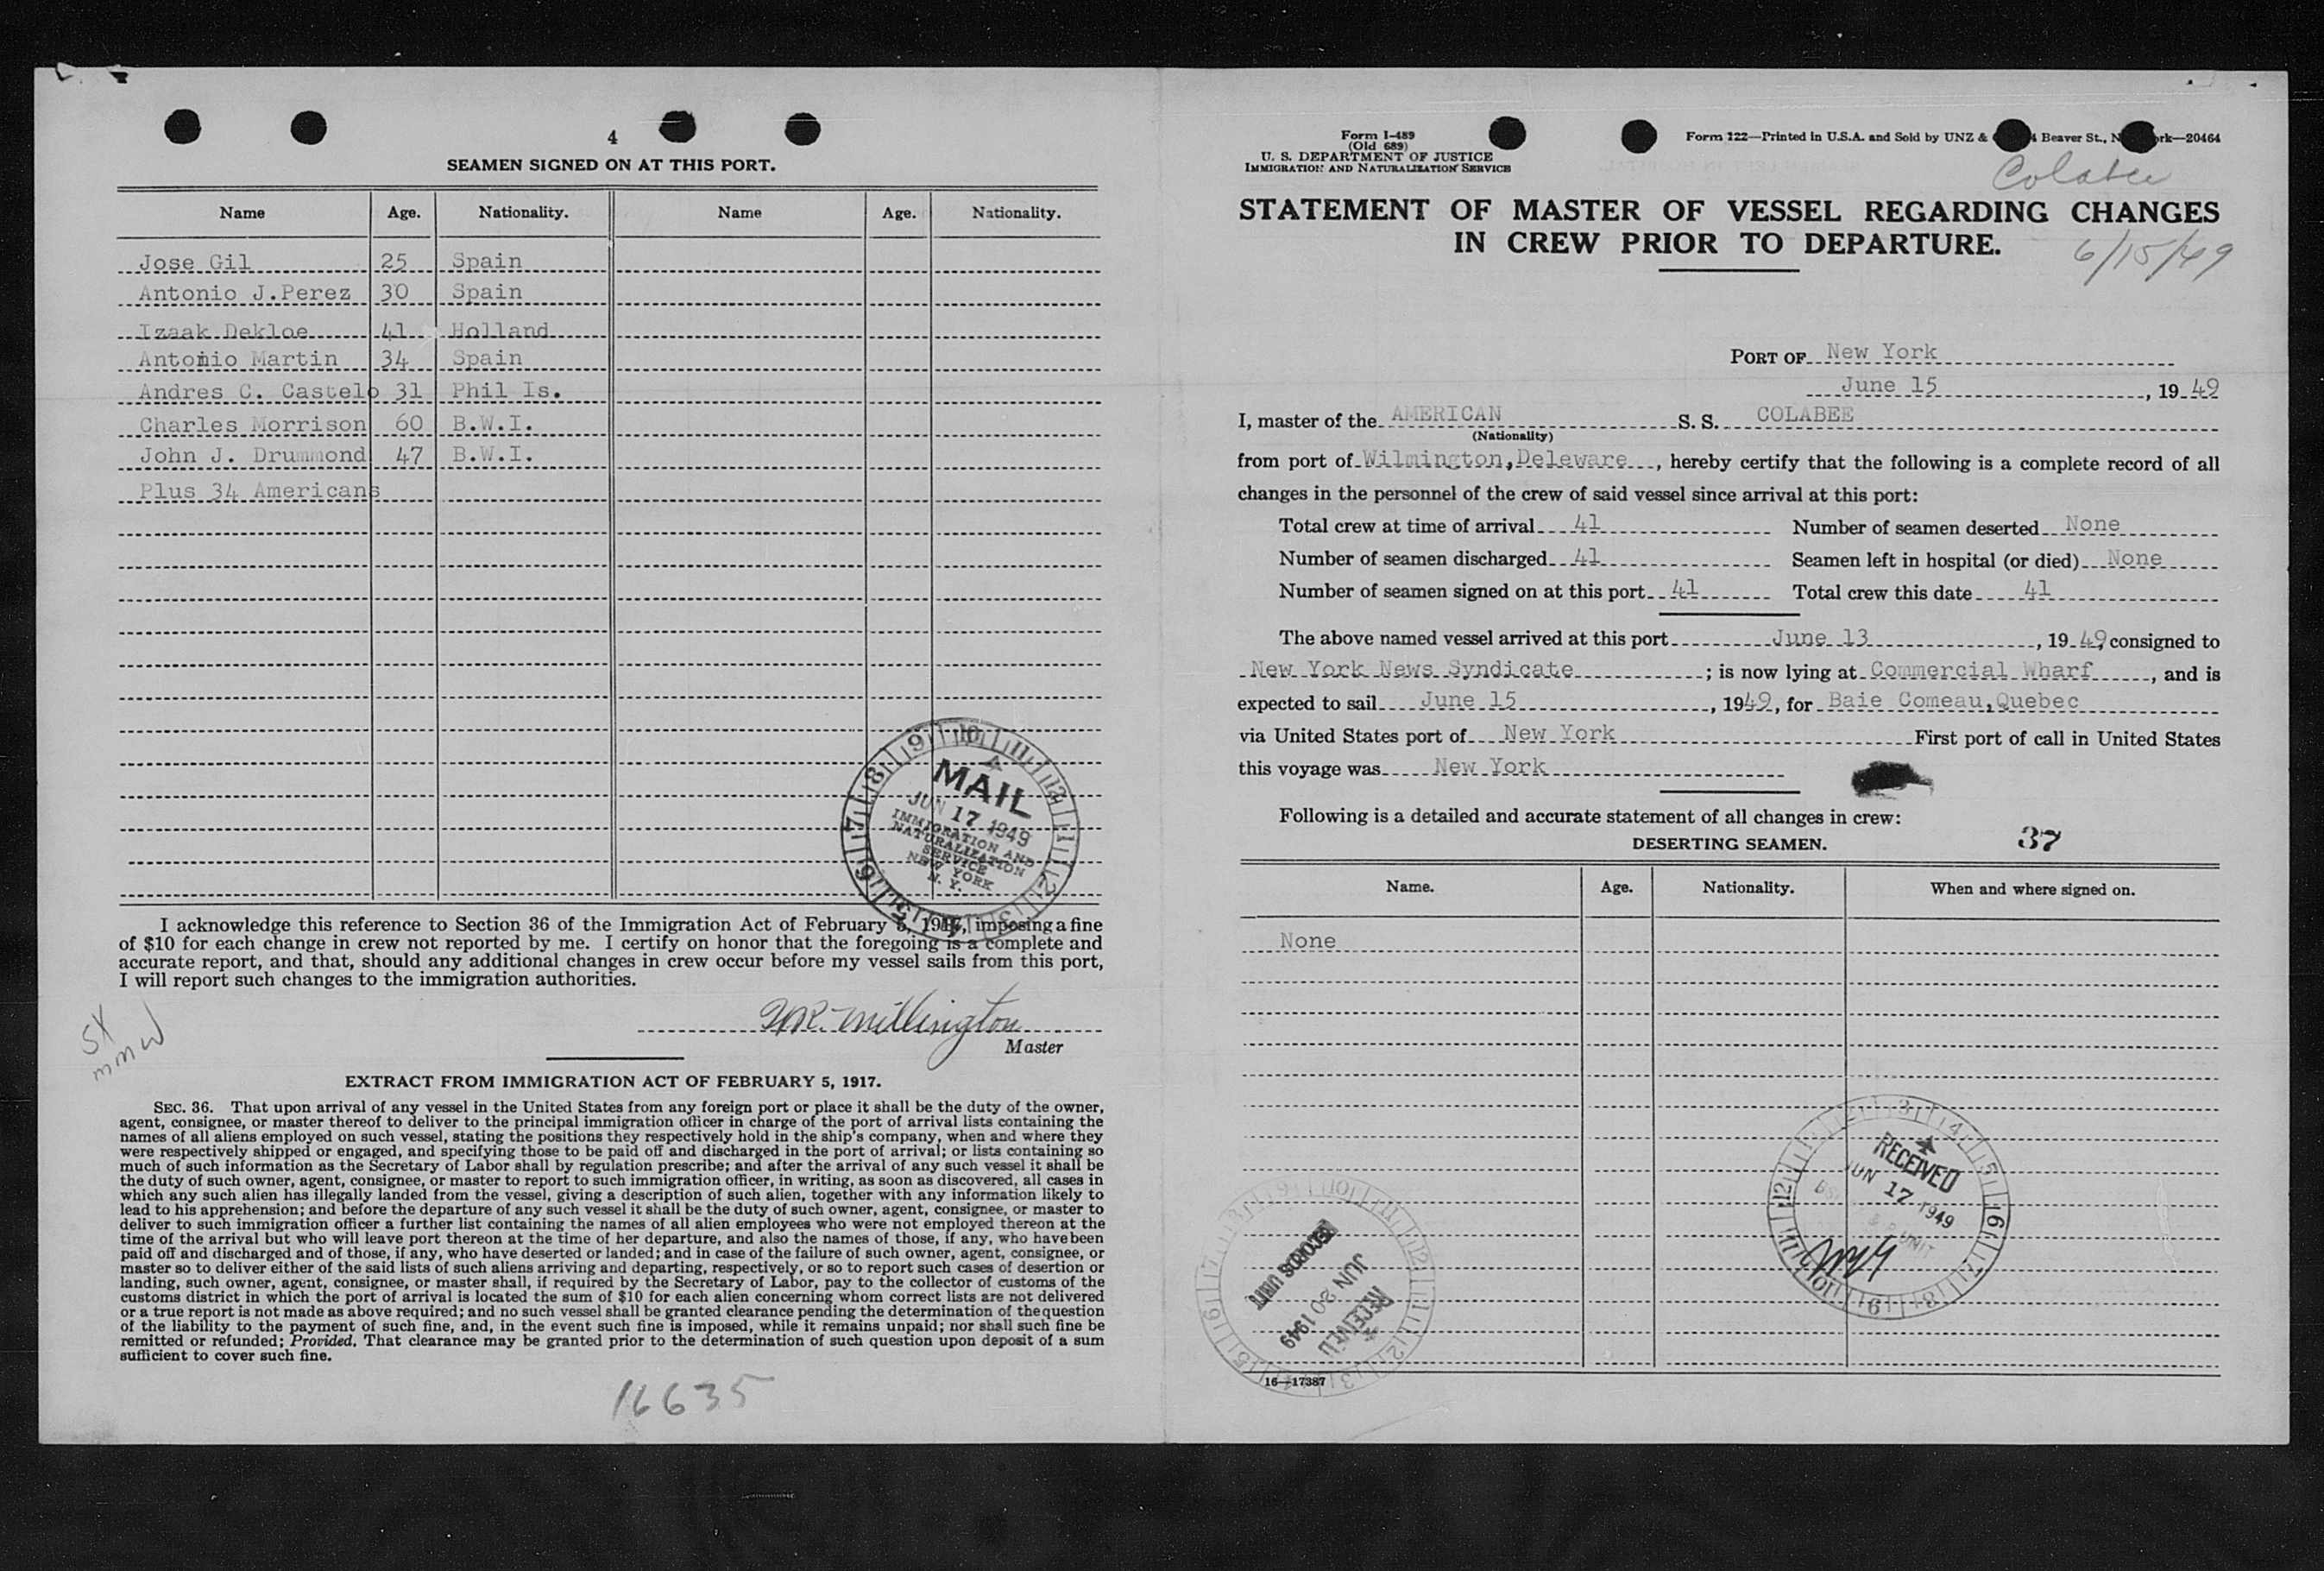 4
SEAMEN SIGNED ON AT THIS PORT.
Name Age. Nationality. Name Age. Nationality.
Jose Gil 25 Spain
Antonio J.Perez 30 Spain
Izaak Dekloe 41 Holland
Antonio Martin 34 Spain
Andres C. Castelo 31 Phil Is.
Charles Morrison 60 B.W.I.
John J. Drummond 47 B.W.I.
Plus 34 Americans
MAIL
JUN 17 1949
IMMIGRATION AND
NATURALIZATION
SERVICE
NEW YORK
N. Y.
I acknowledge this reference to Section 36 of the Immigration Act of February 5, 1917, imposing a fine
of $10 for each change in crew not reported by me. I certify on honor that the foregoing is a complete and
accurate report, and that, should any additional changes in crew occur before my vessel sails from this port,
I will report such changes to the immigration authorities.
Millington
Master
EXTRACT FROM IMMIGRATION ACT OF FEBRUARY 5, 1917.
SEC. 36. That upon arrival of any vessel in the United States from any foreign port or place it shall be the duty of the owner,
agent, consignee, or master thereof to deliver to the principal immigration officer in charge of the port of arrival lists containing the
names of all aliens employed on such vessel, stating the positions they respectively hold in the ship's company, when and where they
were respectively shipped or engaged, and specifying those to be paid off and discharged in the port of arrival; or lists containing so
much of such information as the Secretary of Labor shall by regulation prescribe; and after the arrival of any such vessel it shall be
the duty of such owner, agent, consignee, or master to report to such immigration officer, in writing, as soon as discovered, all cases in
which any such alien has illegally landed from the vessel, giving a description of such alien, together with any information likely to
lead to his apprehension; and before the departure of any such vessel it shall be the duty of such owner, agent, consignee, or master to
deliver to such immigration officer a further list containing the names of all alien employees who were not employed thereon at the
time of the arrival but who will leave port thereon at the time of her departure, and also the names of those, if any, who have been
paid off and discharged and of those, if any, who have deserted or landed; and in case of the failure of such owner, agent, consignee, or
master so to deliver either of the said lists of such aliens arriving and departing, respectively, or so to report such cases of desertion or
landing, such owner, agent, consignee, or master shall, if required by the Secretary of Labor, pay to the collector of customs of the
customs district in which the port of arrival is located the sum of $10 for each alien concerning whom correct lists are not delivered
or a true report is not made as above required; and no such vessel shall be granted clearance pending the determination of the question
of the liability to the payment of such fine, and, in the event such fine is imposed, while it remains unpaid; nor shall such fine be
remitted or refunded; Provided, That clearance may be granted prior to the determination of such question upon deposit of a sum
sufficient to cover such fine.
16635
Form I-489
(Old 689)
U. S. DEPARTMENT OF JUSTICE
IMMIGRATION AND NATURALIZATION SERVICE
Form 122—Printed in U.S.A. and Sold by UNZ & Beaver St., 20464
Colabee
STATEMENT OF MASTER OF VESSEL REGARDING CHANGES
IN CREW PRIOR TO DEPARTURE.
6/15/49
PORT OF New York
June 15, 19 49
I, master of the AMERICAN S. S. COLABEE
(Nationality)
from port of Wilmington,Deleware, hereby certify that the following is a complete record of all
changes in the personnel of the crew of said vessel since arrival at this port:
Total crew at time of arrival 41 Number of seamen deserted None
Number of seamen discharged 41 Seamen left in hospital (or died) None
Number of seamen signed on at this port 41 Total crew this date 41
The above named vessel arrived at this port June 13, 19 49, consigned to
New York News Syndicate; is now lying at Commercial Wharf, and is
expected to sail June 15, 1949, for Baie Comeau,Quebec
via United States port of New York First port of call in United States
this voyage was New York
Following is a detailed and accurate statement of all changes in crew:
37
DESERTING SEAMEN.
Name. Age. Nationality. When and where signed on.
None
RECEIVED
JUN 17 1949
UNIT
RECORDS UNIT
JUN 20 1949
RECEIVED
16—17387